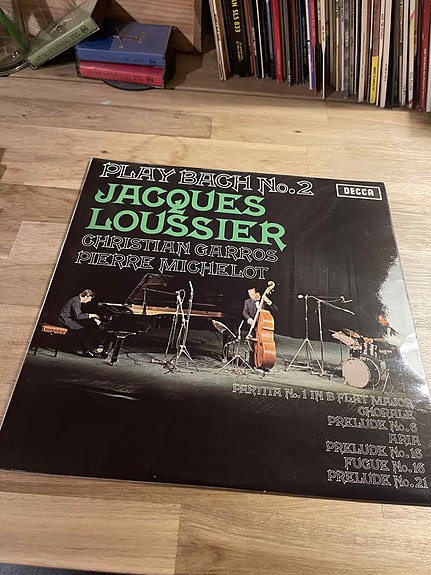 PLAY BACH No. 2
DECCA
JACQUES
LOUSSIER
CHRISTIAN GARROS
PIERRE MICHELOT
PARTITA No. 1 IN B FLAT MAJOR
CHORALE
PRELUDE No. 6
ARIA
PRELUDE No. 16
FUGUE No. 16
PRELUDE No. 21